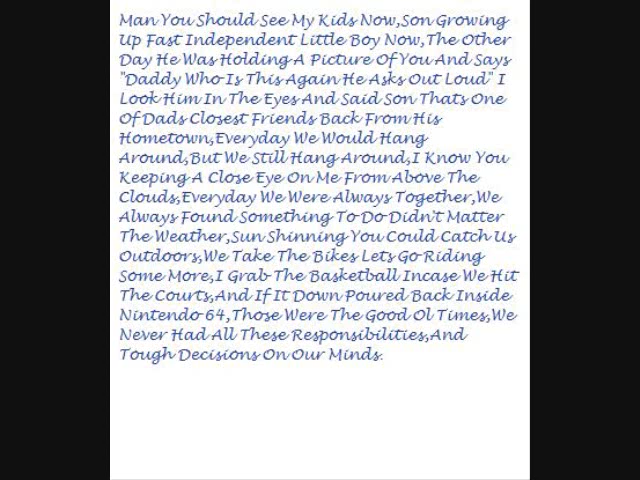 Man You Should See My Kids Now,Son Growing
Up Fast Independent Little Boy Now,The Other
Day He Was Holding A Picture Of You And Says
"Daddy Who Is This Again He Asks Out Loud" I
Look Him In The Eyes And Said Son Thats One
Of Dads Closest Friends Back From His
Hometown,Everyday We Would Hang
Around,But We Still Hang Around,I Know You
Keeping A Close Eye On Me From Above The
Clouds,Everyday We Were Always Together,We
Always Found Something To Do Didn't Matter
The Weather,Sun Shinning You Could Catch Us
Outdoors,We Take The Bikes Lets Go Riding
Some More,I Grab The Basketball Incase We Hit
The Courts,And If It Down Poured Back Inside
Nintendo 64,Those Were The Good Ol Times,We
Never Had All These Responsibilities,And
Tough Decisions On Our Minds.